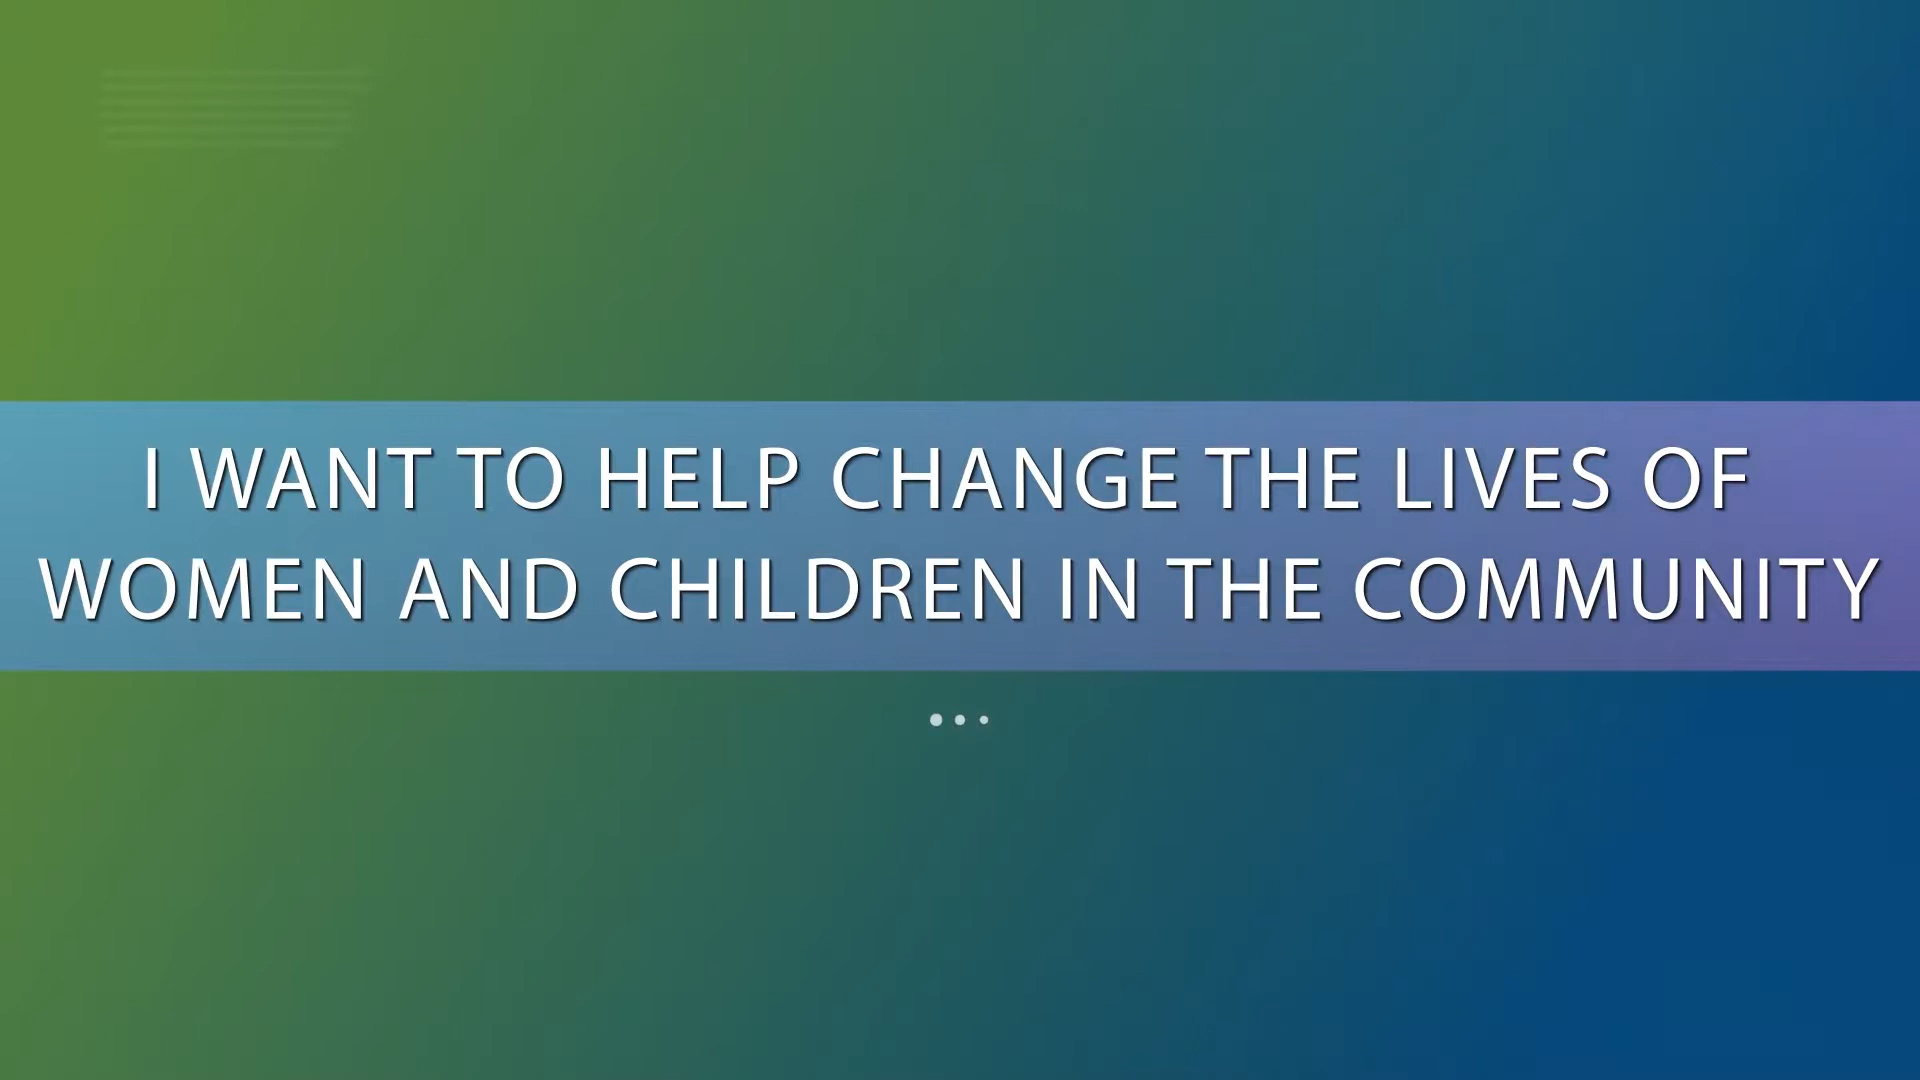 I WANT TO HELP CHANGE THE LIVES OF
WOMEN AND CHILDREN IN THE COMMUNITY